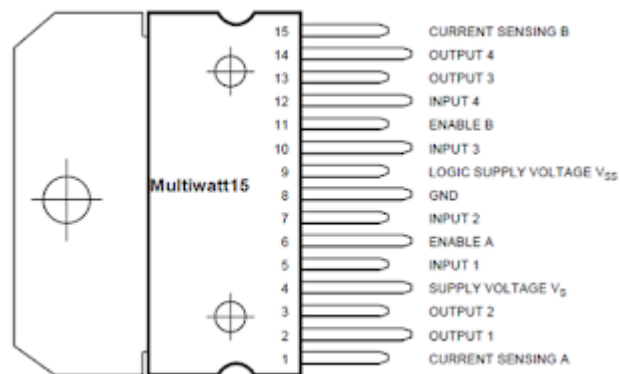 15 CURRENT SENSING B
14 OUTPUT 4
13 OUTPUT 3
12 INPUT 4
11 ENABLE B
10 INPUT 3
9 LOGIC SUPPLY VOLTAGE VSS
Multiwatt15
8 GND
7 INPUT 2
6 ENABLE A
5 INPUT 1
4 SUPPLY VOLTAGE VS
3 OUTPUT 2
2 OUTPUT 1
1 CURRENT SENSING A